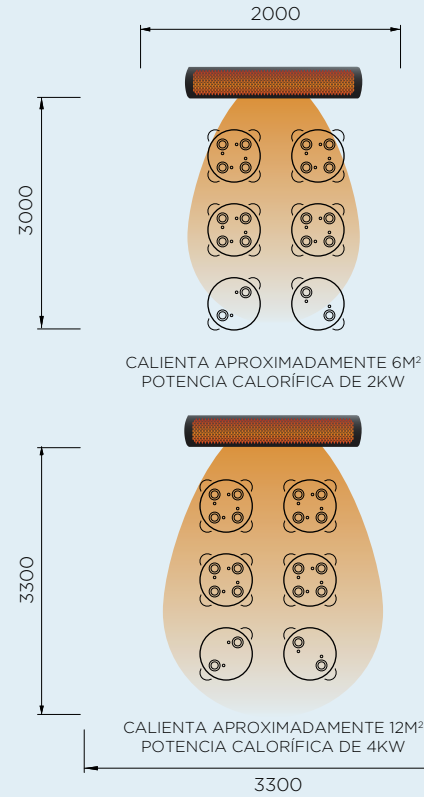 2000
3000
CALIENTA APROXIMADAMENTE 6M²
POTENCIA CALORÍFICA DE 2KW
3300
CALIENTA APROXIMADAMENTE 12M²
POTENCIA CALORÍFICA DE 4KW
3300